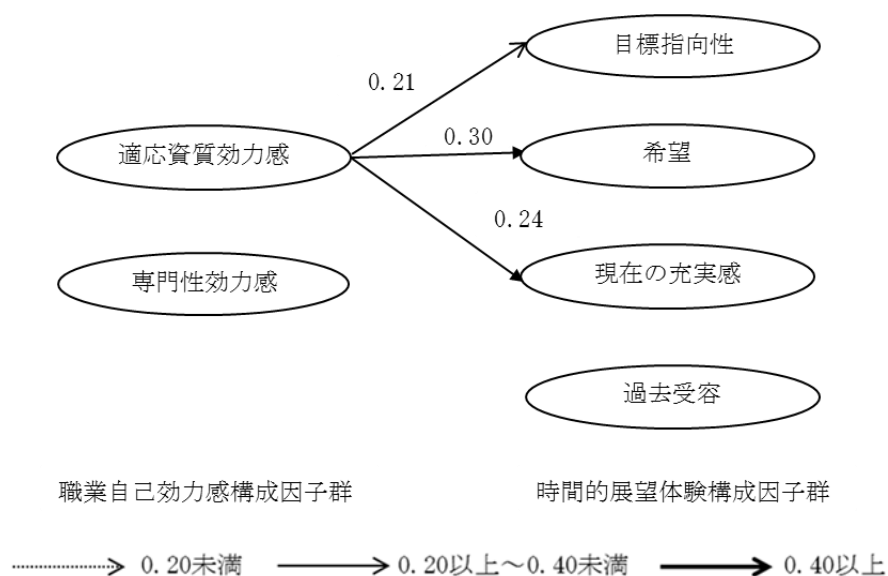 目標指向性
0.21
適応資質効力感
0.30
希望
0.24
専門性効力感
現在の充実感
過去受容
職業自己効力感構成因子群
時間的展望体験構成因子群
0.20未満
0.20以上～0.40未満
0.40以上